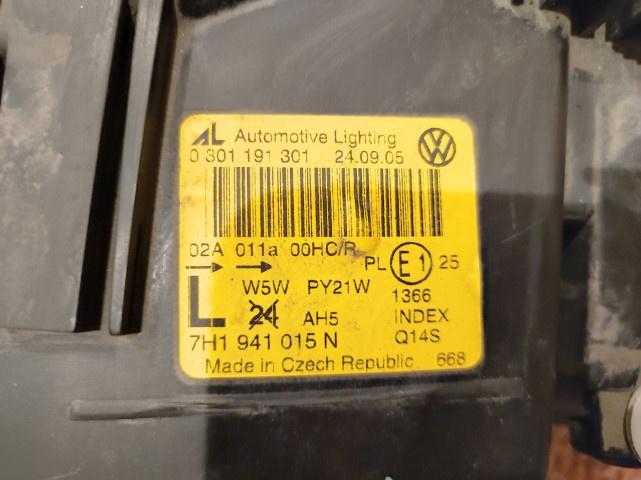 AL Automotive Lighting
0 301 191 301 24.09.05
02A 011a 00HC/R
PL E1 25
W5W PY21W 1366
L 24 AH5 INDEX
7H1 941 015 N Q14S
Made in Czech Republic 668